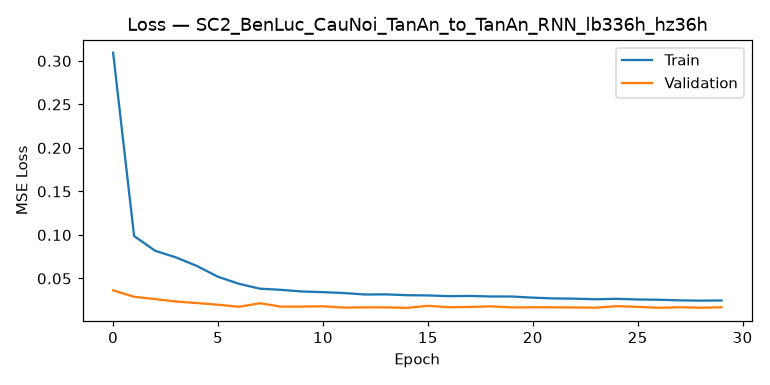 Loss — SC2_BenLuc_CauNoi_TanAn_to_TanAn_RNN_lb336h_hz36h
Train
Validation
MSE Loss
0.30
0.25
0.20
0.15
0.10
0.05
0 5 10 15 20 25 30
Epoch